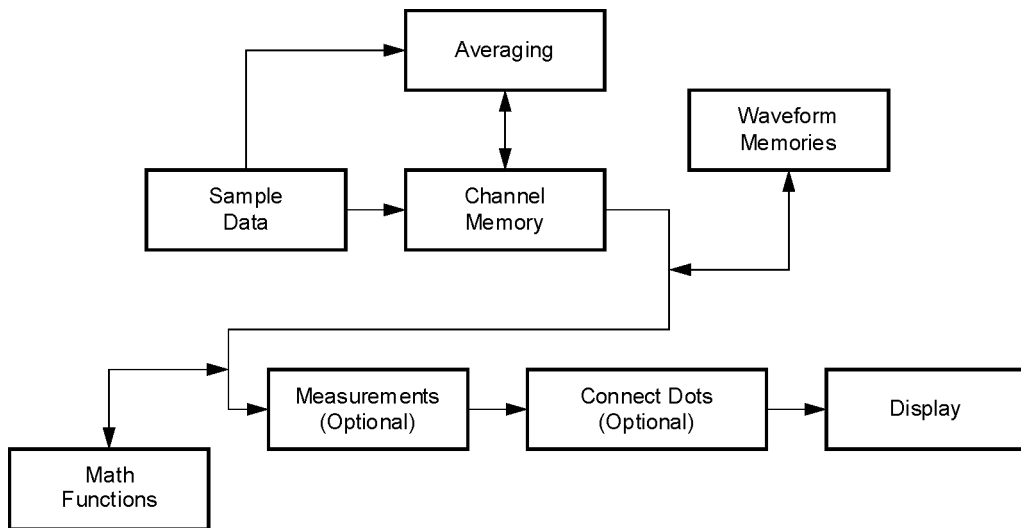 Averaging
Waveform
Memories
Sample
Data
Channel
Memory
Measurements
(Optional)
Connect Dots
(Optional)
Display
Math
Functions